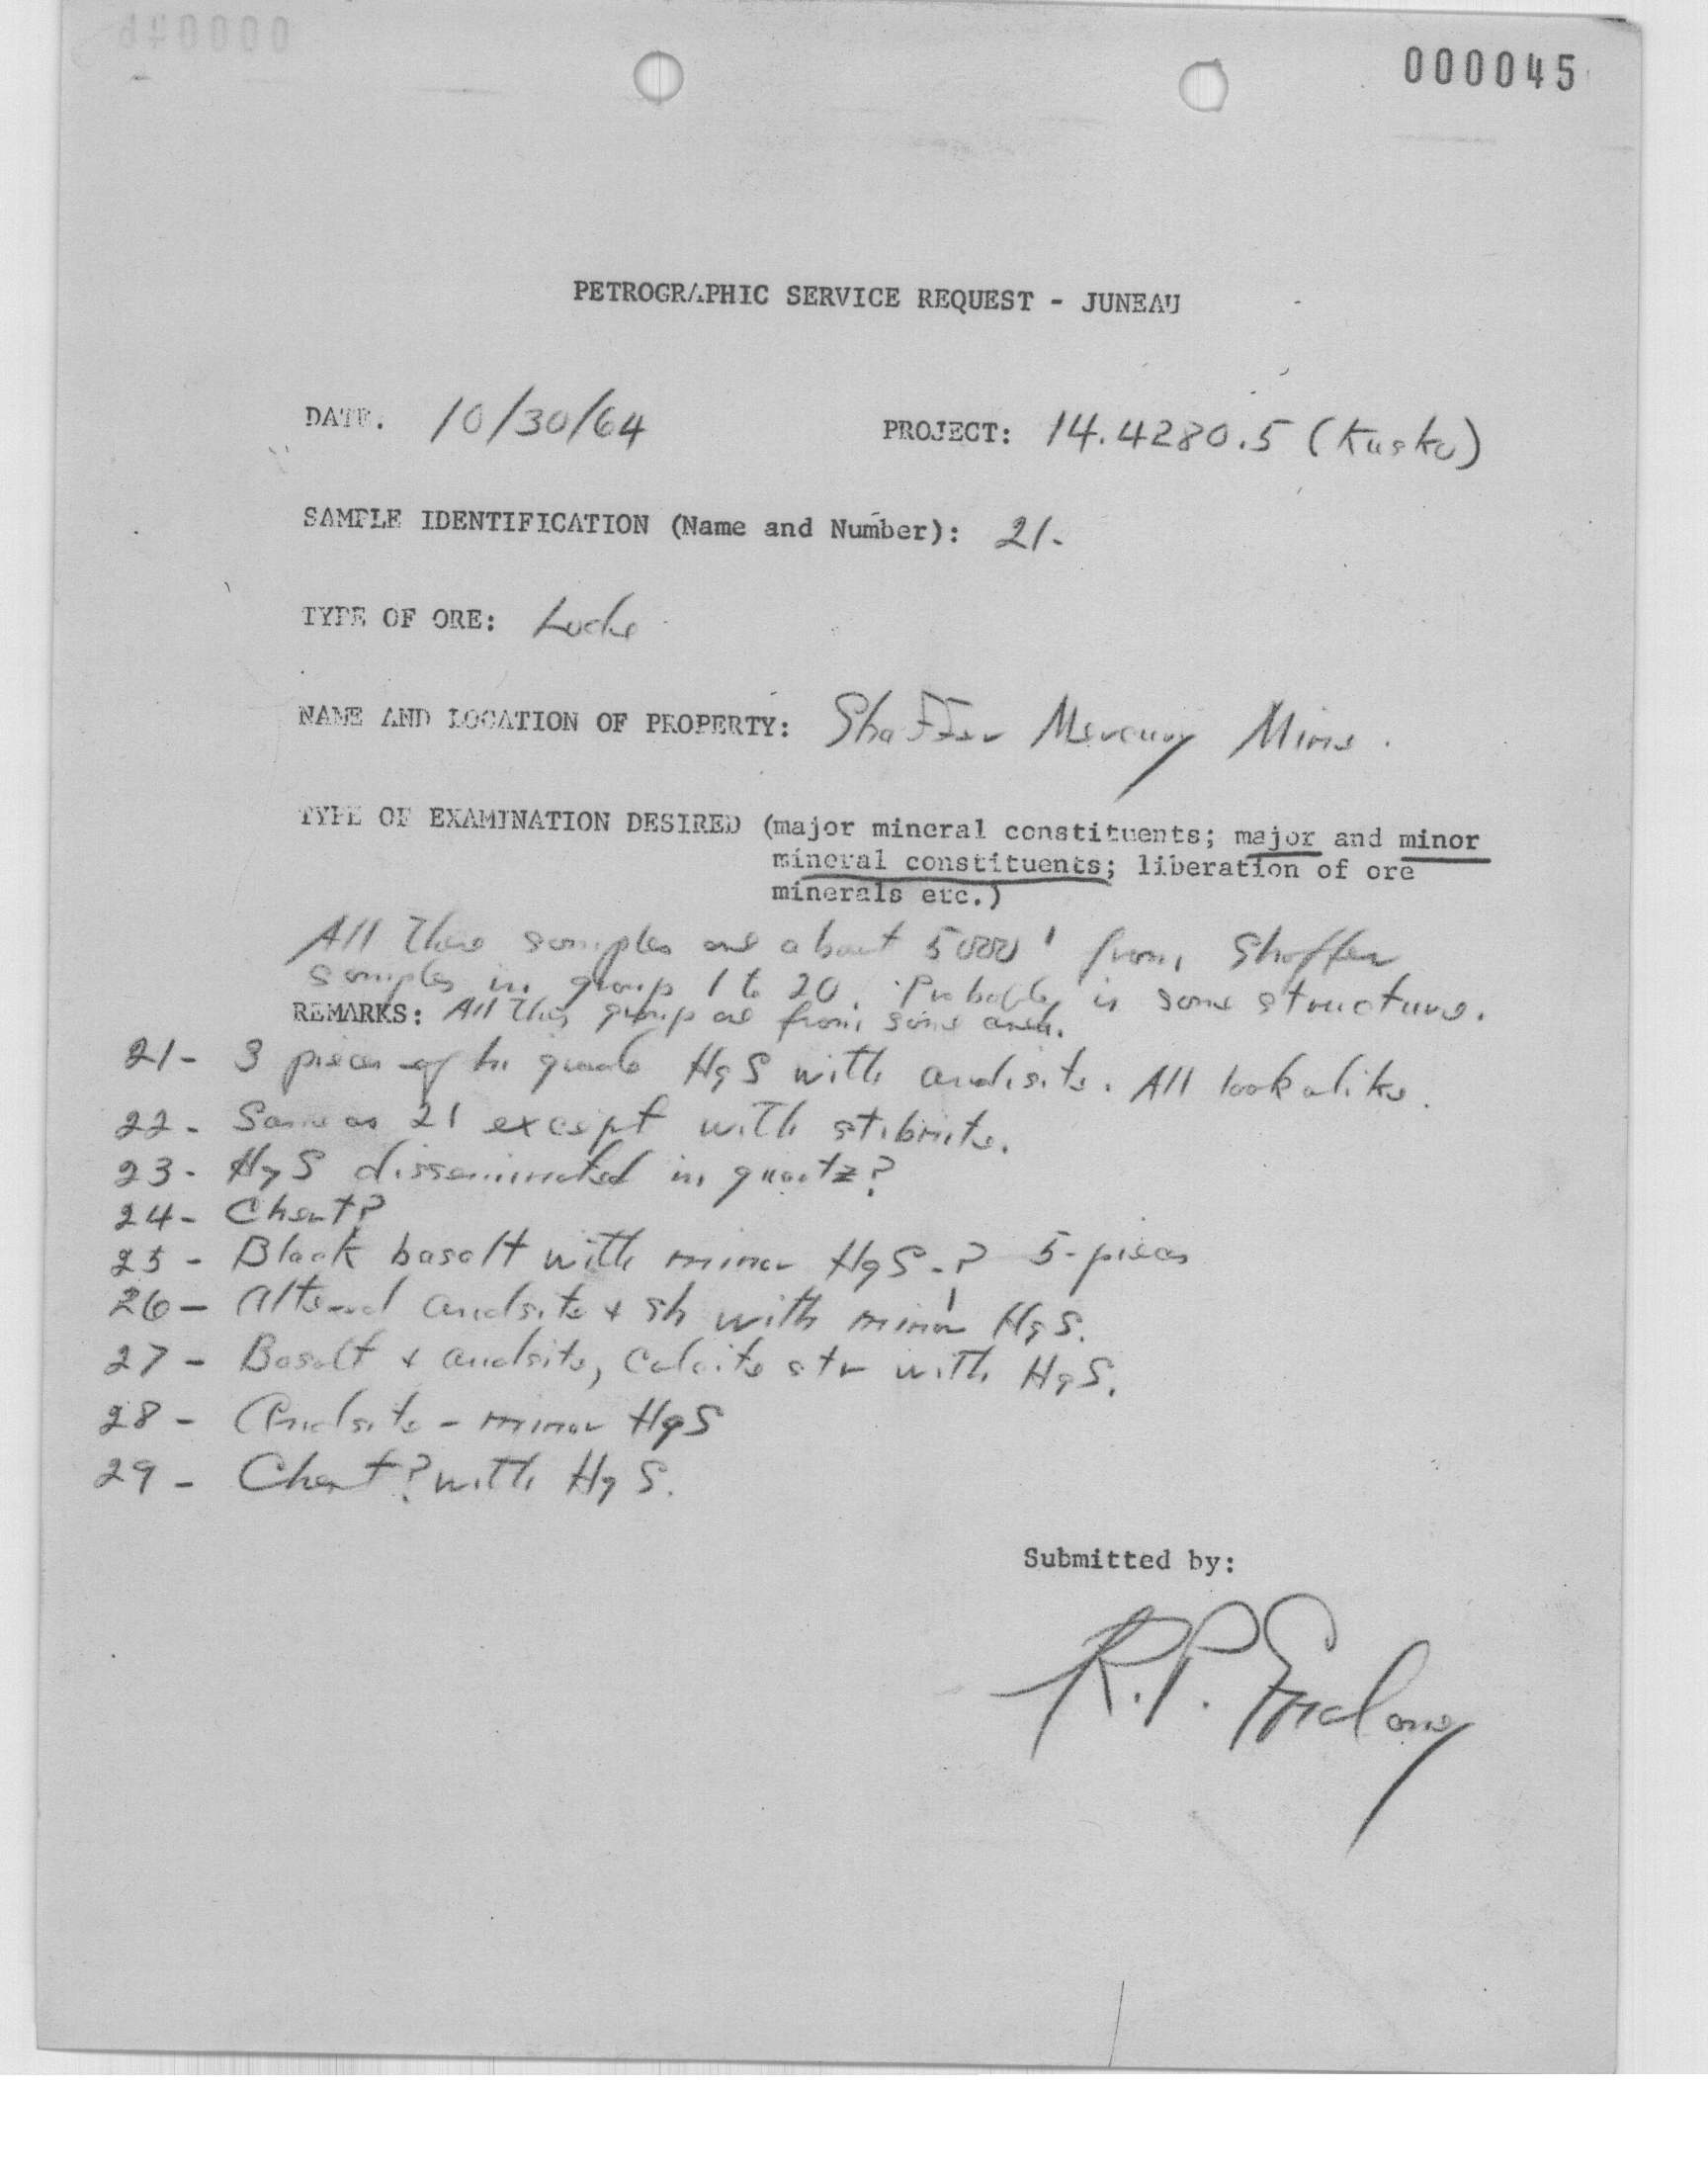 000045
PETROGRAPHIC SERVICE REQUEST - JUNEAU
DATE. 10/30/64 PROJECT: 14.4280.5 (Kusko)
SAMPLE IDENTIFICATION (Name and Number): 21-
TYPE OF ORE: Lode
NAME AND LOCATION OF PROPERTY: Shaffer Mercury Mine.
TYPE OF EXAMINATION DESIRED (major mineral constituents; major and minor
mineral constituents; liberation of ore
minerals etc.)
All these samples are about 5000' from Shaffer
samples in group 1 to 20. Probably is same structure.
REMARKS: All this group are from same area.
21- 3 pieces of hi grade HgS with andesite. All look alike.
22- Same as 21 except with stibnite.
23- HgS disseminated in quartz?
24- Chert?
25- Black basalt with minor HgS-? 5-pieces
26- Altered andesite + sh with minor HgS.
27- Basalt + andesite, calcite str with HgS.
28- Andesite - minor HgS
29- Chert? with HgS.
Submitted by:
R.P.